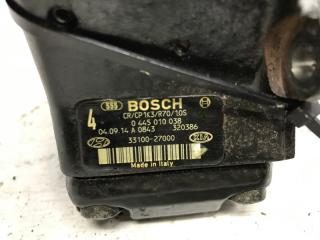 BOSCH
4
CR/CP1K3/R70/10S
0 445 010 038
04.09.14 A 0843 320386
33100-27000
Made in Italy